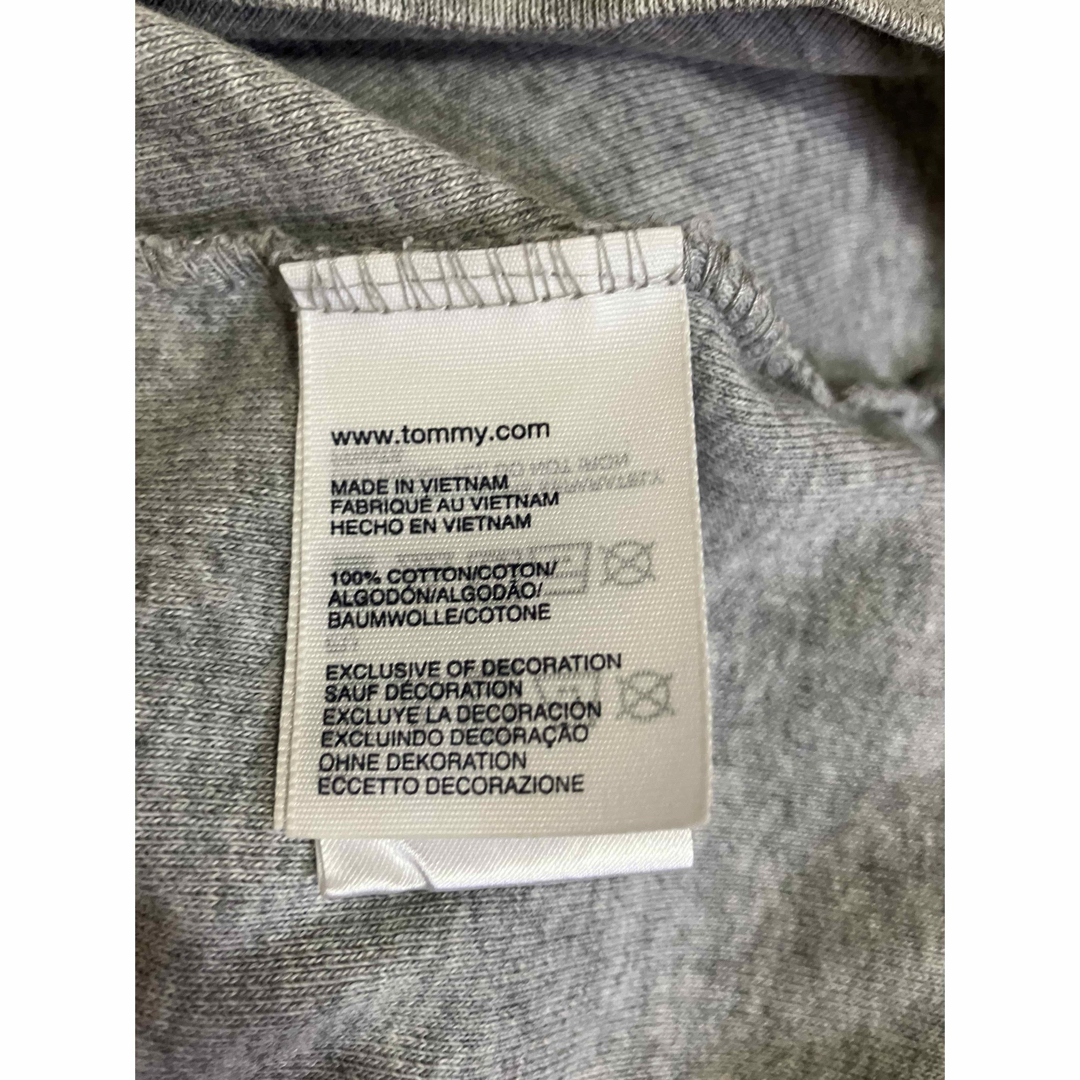 www.tommy.com
MADE IN VIETNAM
FABRIQUÉ AU VIETNAM
HECHO EN VIETNAM
100% COTTON/COTON/
ALGODÓN/ALGODÃO/
BAUMWOLLE/COTONE
EXCLUSIVE OF DECORATION
SAUF DÉCORATION
EXCLUYE LA DECORACIÓN
EXCLUINDO DECORAÇÃO
OHNE DEKORATION
ECCETTO DECORAZIONE